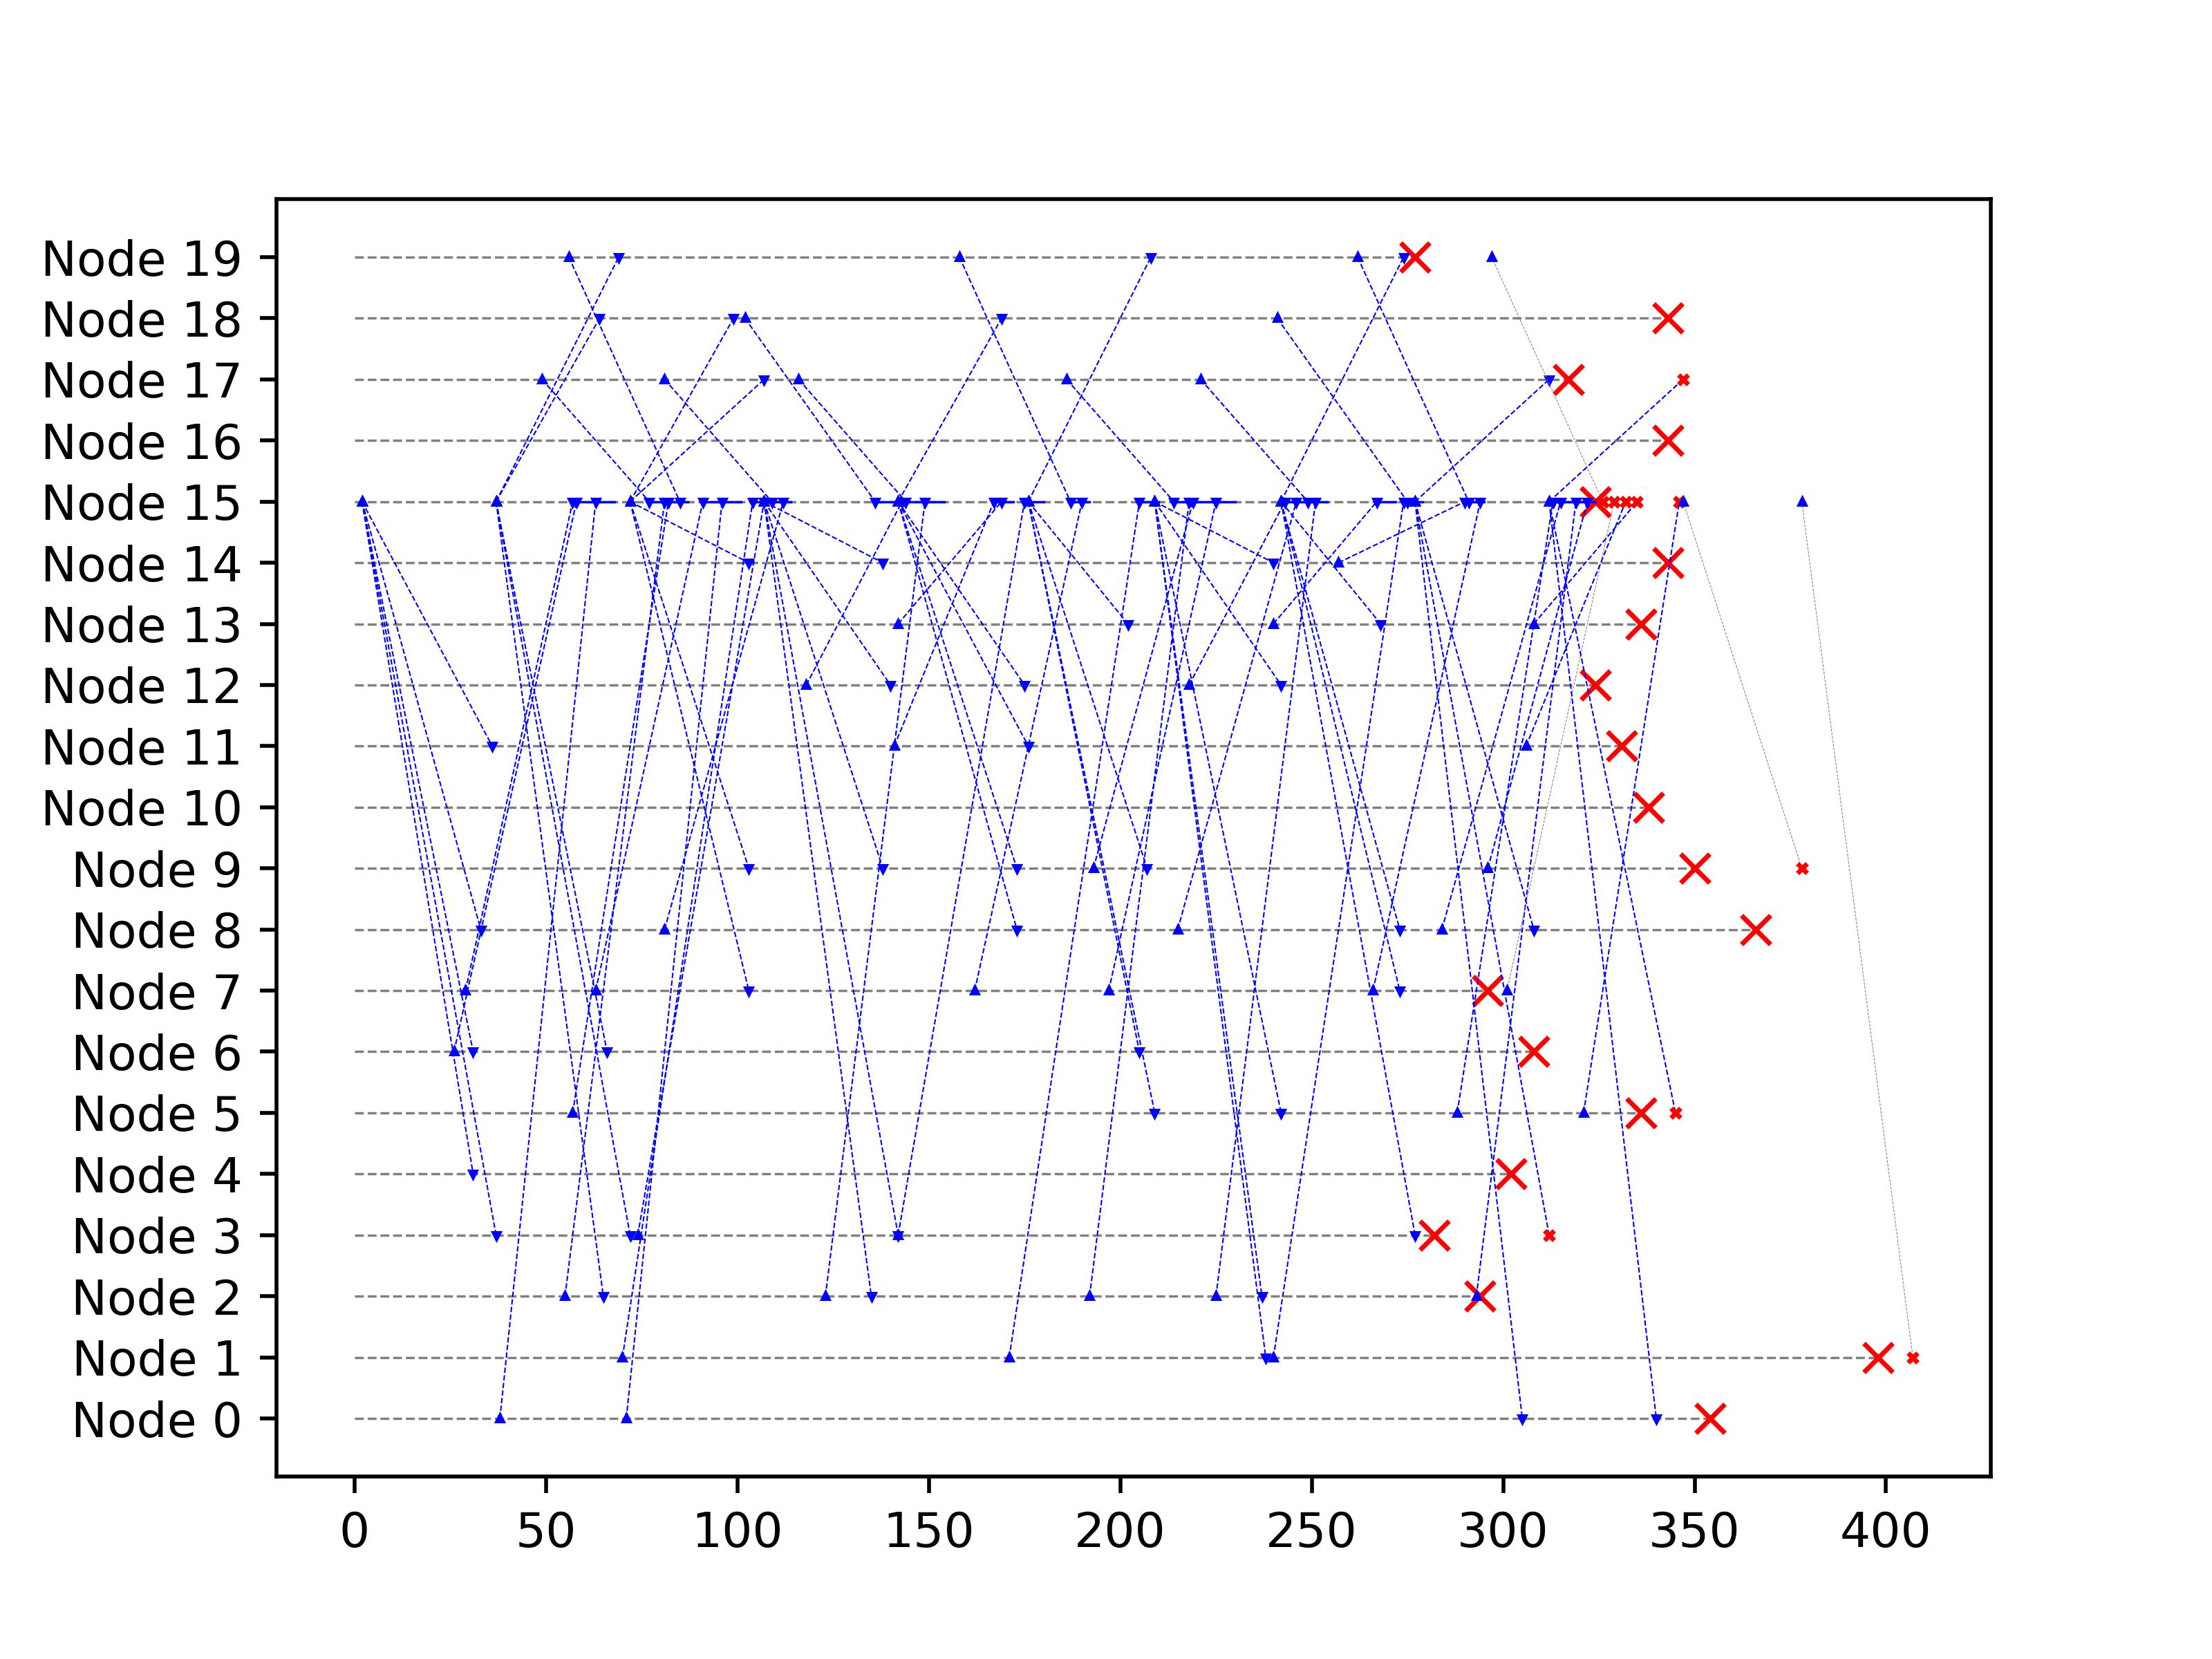 Node 19
Node 18
Node 17
Node 16
Node 15
Node 14
Node 13
Node 12
Node 11
Node 10
Node 9
Node 8
Node 7
Node 6
Node 5
Node 4
Node 3
Node 2
Node 1
Node 0
0 50 100 150 200 250 300 350 400